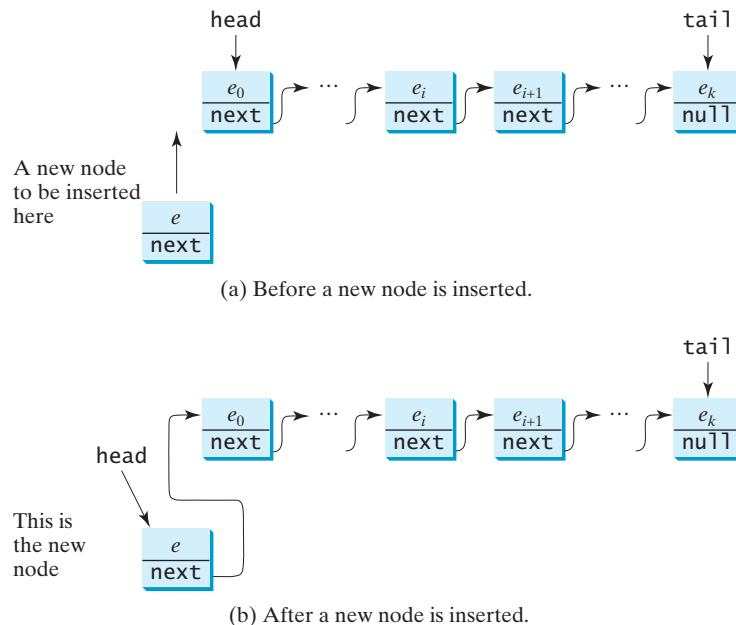 head tail
e0 ... ei ei+1 ... ek
next next next null
A new node
to be inserted
here
e
next
(a) Before a new node is inserted.
tail
e0 ... ei ei+1 ... ek
next next next null
head
This is
the new
node
e
next
(b) After a new node is inserted.